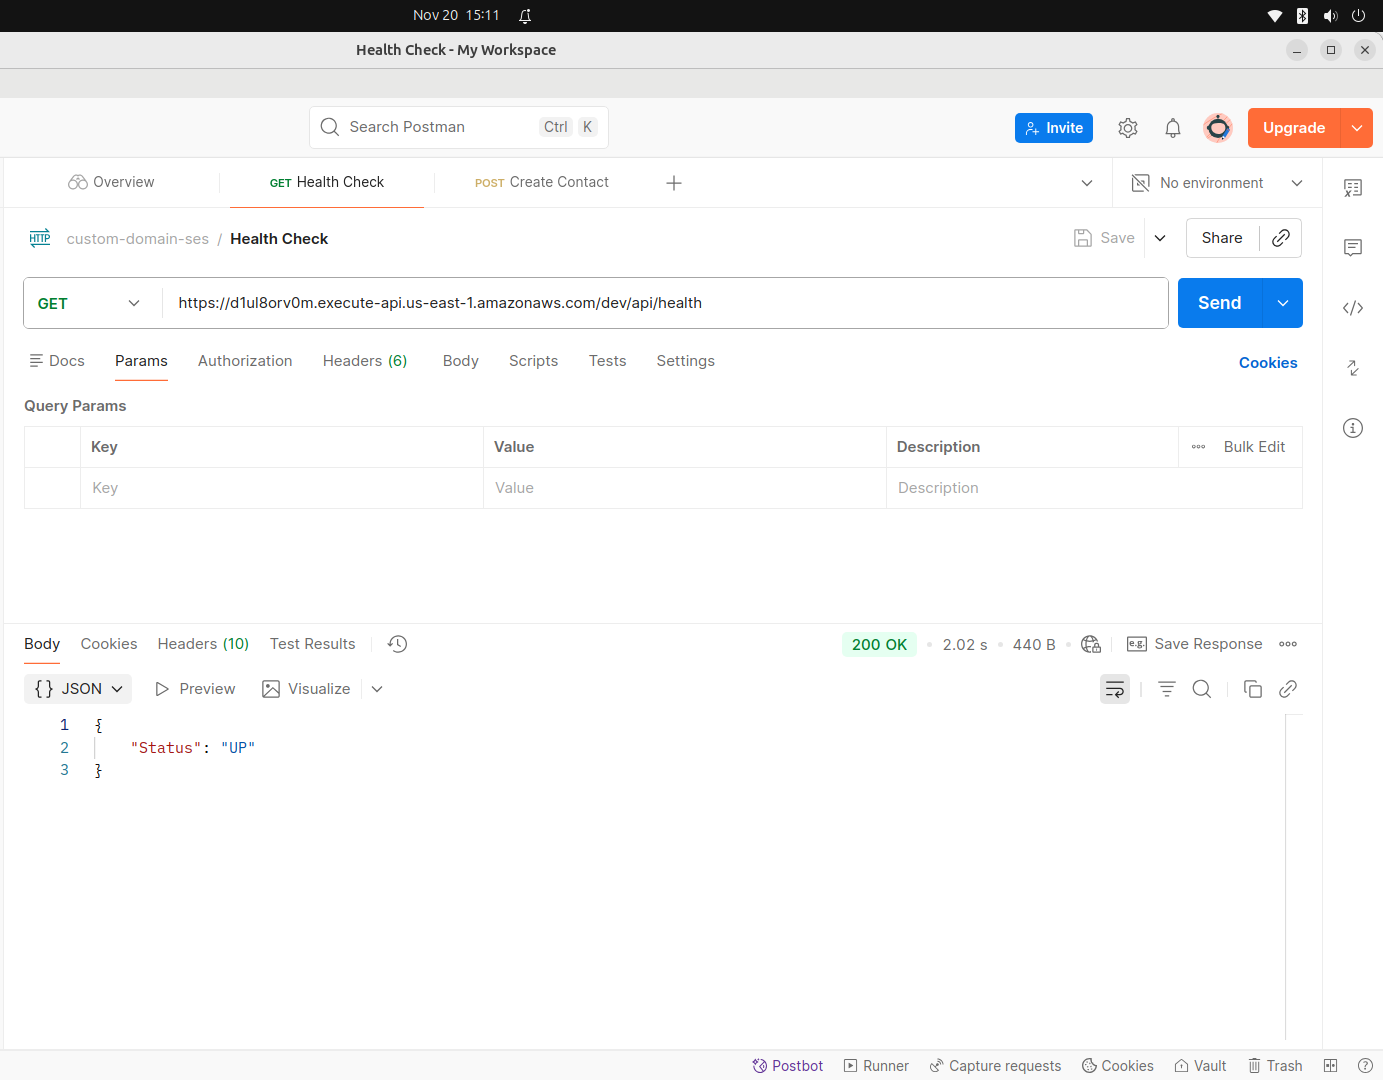 Nov 20 15:11
Health Check - My Workspace
Search Postman Ctrl K
Invite
Upgrade
Overview
GET Health Check
POST Create Contact
No environment
HTTP custom-domain-ses / Health Check
Save
Share
GET https://d1ul8orv0m.execute-api.us-east-1.amazonaws.com/dev/api/health
Send
Docs Params Authorization Headers (6) Body Scripts Tests Settings Cookies
Query Params
Key Value Description Bulk Edit
Key Value Description
Body Cookies Headers (10) Test Results 200 OK 2.02 s 440 B e.g. Save Response
{} JSON Preview Visualize
1 {
2 "Status": "UP"
3 }
Postbot Runner Capture requests Cookies Vault Trash